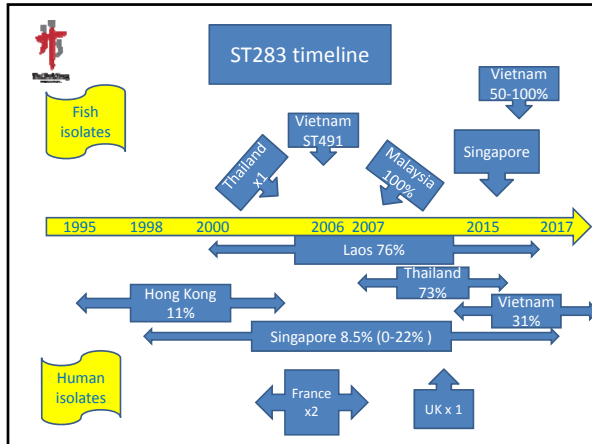 ST283 timeline
Fish
isolates
Thailand
x1
Vietnam
ST491
Malaysia
100%
Vietnam
50-100%
Singapore
1995 1998 2000 2006 2007 2015 2017
Laos 76%
Thailand
73%
Hong Kong
11%
Vietnam
31%
Singapore 8.5% (0-22% )
Human
isolates
France
x2
UK x 1